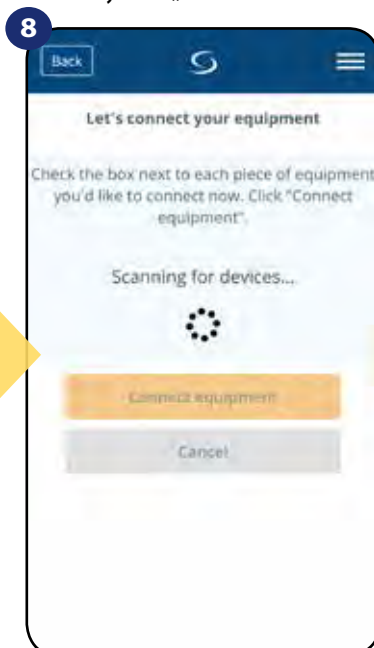 8
Back
Let's connect your equipment
Check the box next to each piece of equipment
you'd like to connect now. Click "Connect
equipment".
Scanning for devices...
Connect equipment
Cancel